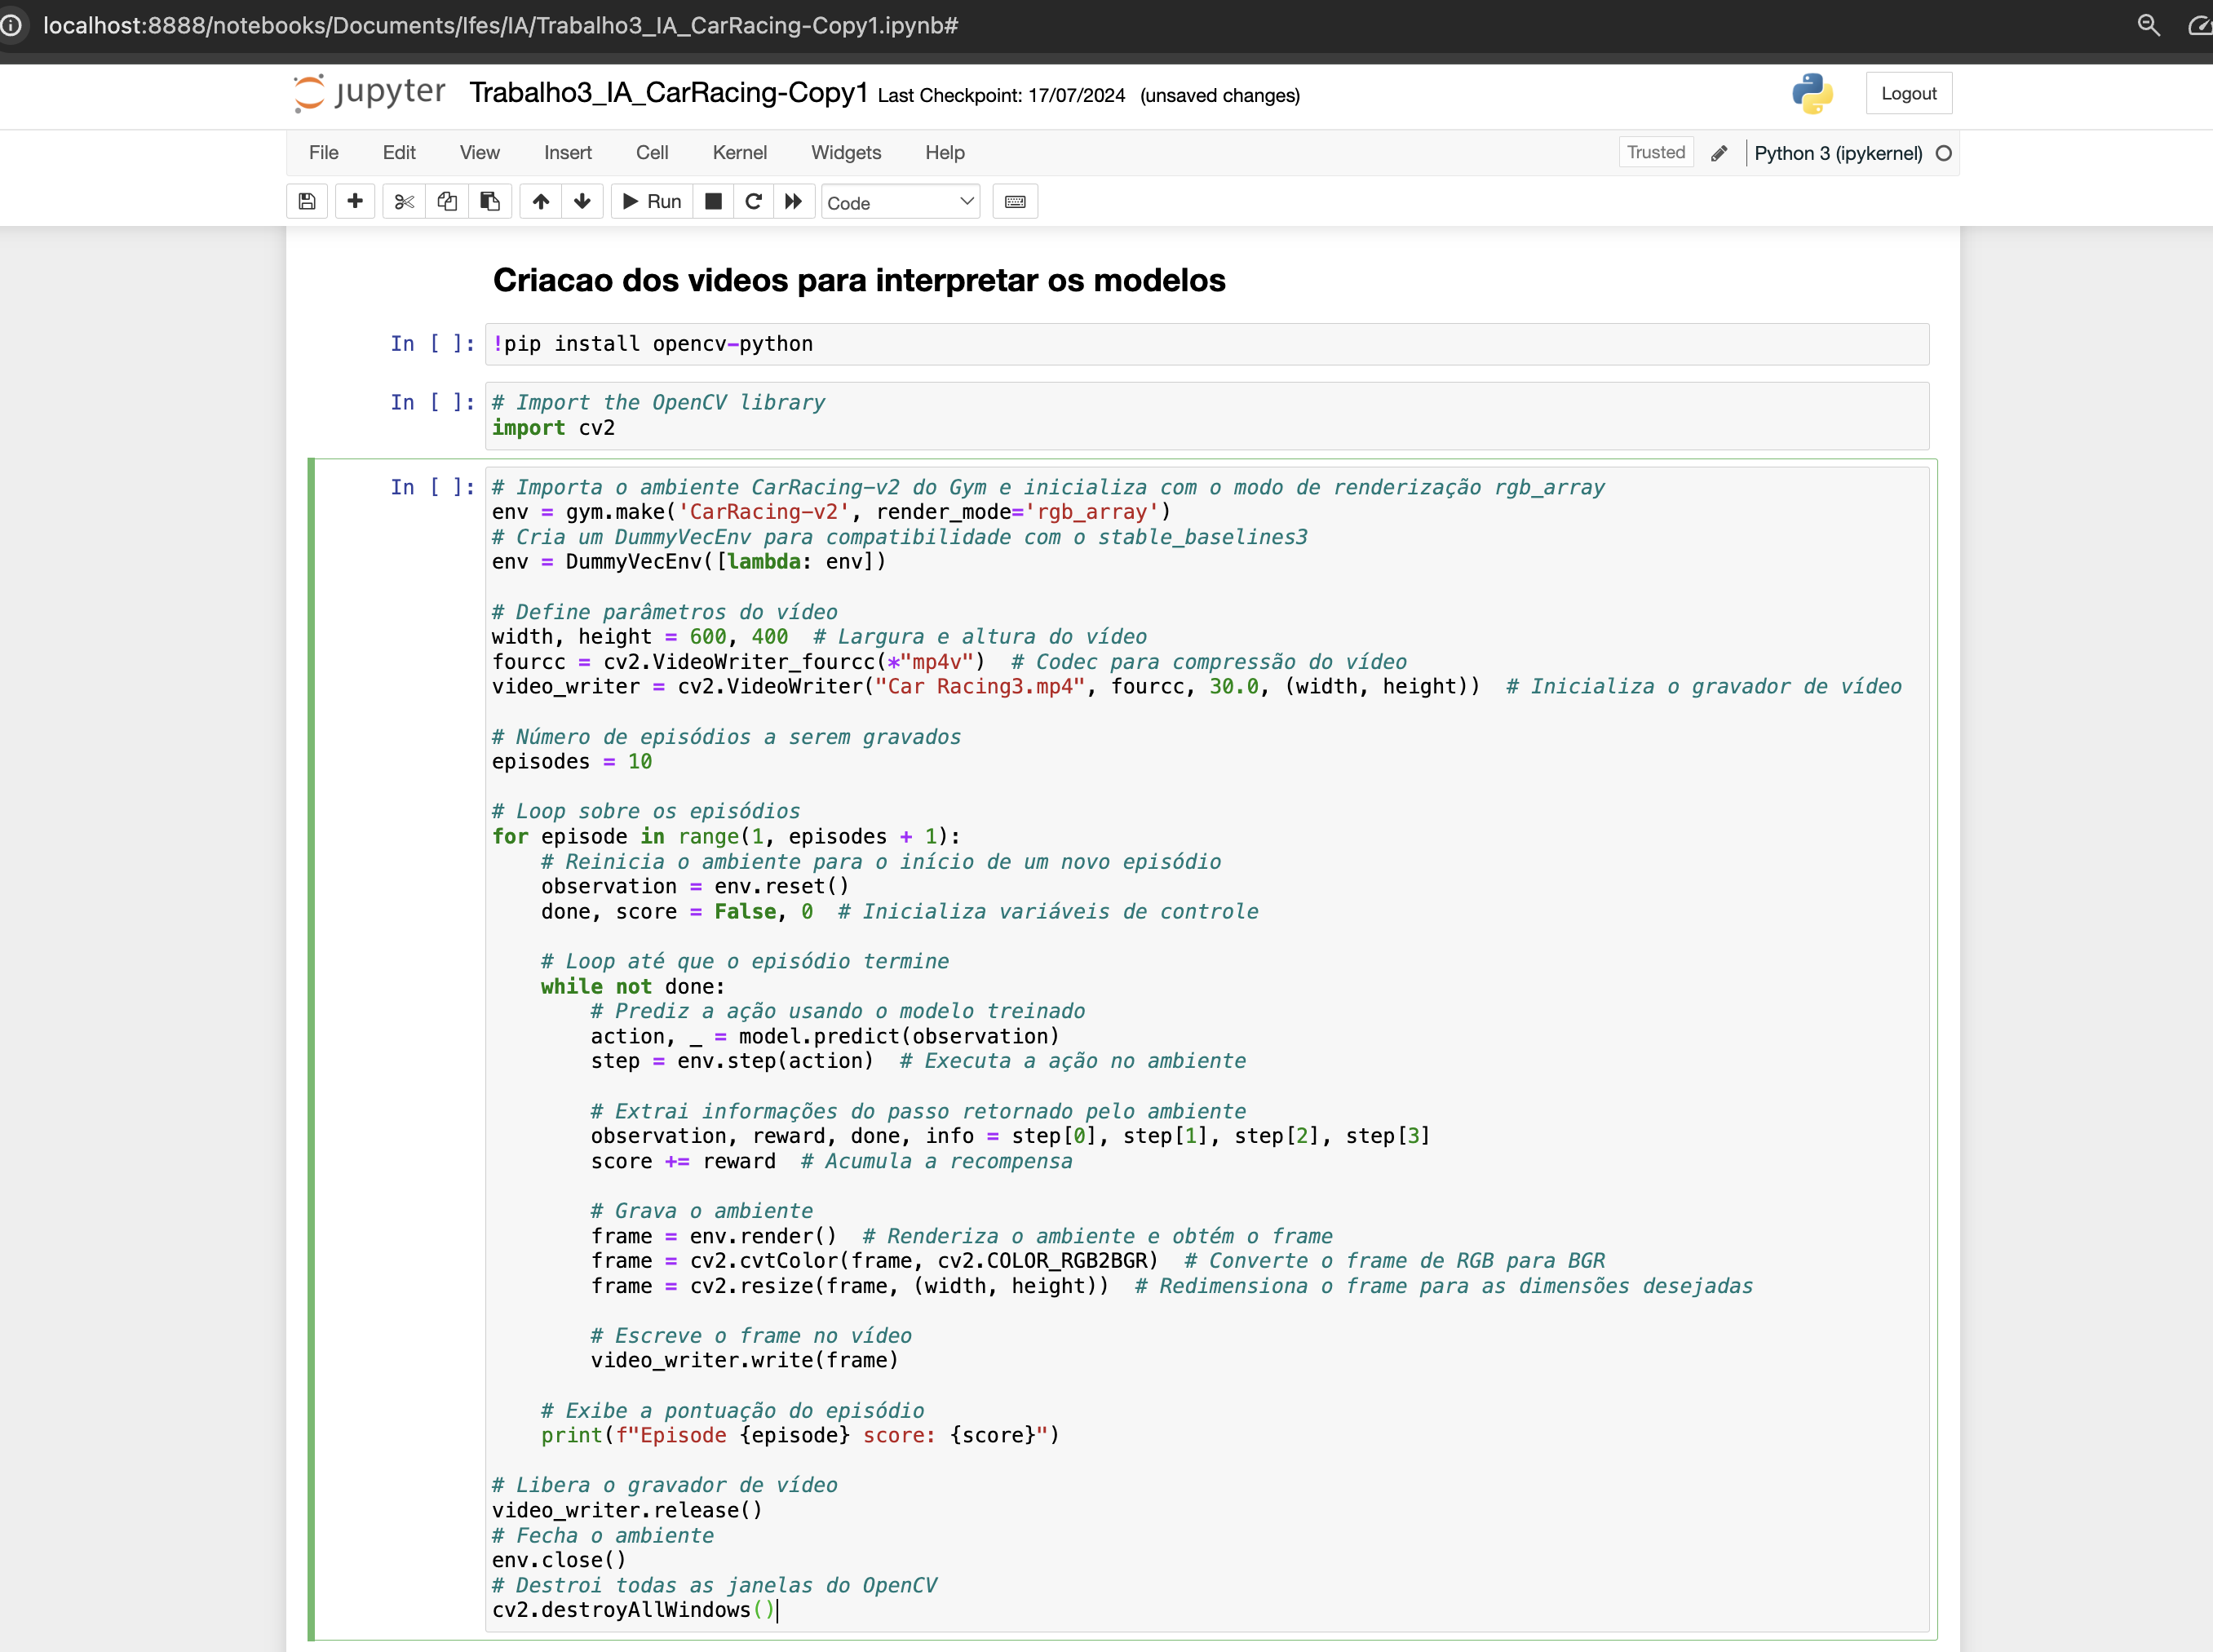 localhost:8888/notebooks/Documents/Ifes/IA/Trabalho3_IA_CarRacing-Copy1.ipynb#
jupyter Trabalho3_IA_CarRacing-Copy1 Last Checkpoint: 17/07/2024 (unsaved changes) Logout
File Edit View Insert Cell Kernel Widgets Help Trusted Python 3 (ipykernel)
Run Code
Criacao dos videos para interpretar os modelos
In [ ]: !pip install opencv-python
In [ ]: # Import the OpenCV library
import cv2
In [ ]: # Importa o ambiente CarRacing-v2 do Gym e inicializa com o modo de renderização rgb_array
env = gym.make('CarRacing-v2', render_mode='rgb_array')
# Cria um DummyVecEnv para compatibilidade com o stable_baselines3
env = DummyVecEnv([lambda: env])
# Define parâmetros do vídeo
width, height = 600, 400  # Largura e altura do vídeo
fourcc = cv2.VideoWriter_fourcc(*"mp4v")  # Codec para compressão do vídeo
video_writer = cv2.VideoWriter("Car Racing3.mp4", fourcc, 30.0, (width, height))  # Inicializa o gravador de vídeo
# Número de episódios a serem gravados
episodes = 10
# Loop sobre os episódios
for episode in range(1, episodes + 1):
    # Reinicia o ambiente para o início de um novo episódio
    observation = env.reset()
    done, score = False, 0  # Inicializa variáveis de controle
    # Loop até que o episódio termine
    while not done:
        # Prediz a ação usando o modelo treinado
        action, _ = model.predict(observation)
        step = env.step(action)  # Executa a ação no ambiente
        # Extrai informações do passo retornado pelo ambiente
        observation, reward, done, info = step[0], step[1], step[2], step[3]
        score += reward  # Acumula a recompensa
        # Grava o ambiente
        frame = env.render()  # Renderiza o ambiente e obtém o frame
        frame = cv2.cvtColor(frame, cv2.COLOR_RGB2BGR)  # Converte o frame de RGB para BGR
        frame = cv2.resize(frame, (width, height))  # Redimensiona o frame para as dimensões desejadas
        # Escreve o frame no vídeo
        video_writer.write(frame)
    # Exibe a pontuação do episódio
    print(f"Episode {episode} score: {score}")
# Libera o gravador de vídeo
video_writer.release()
# Fecha o ambiente
env.close()
# Destroi todas as janelas do OpenCV
cv2.destroyAllWindows()